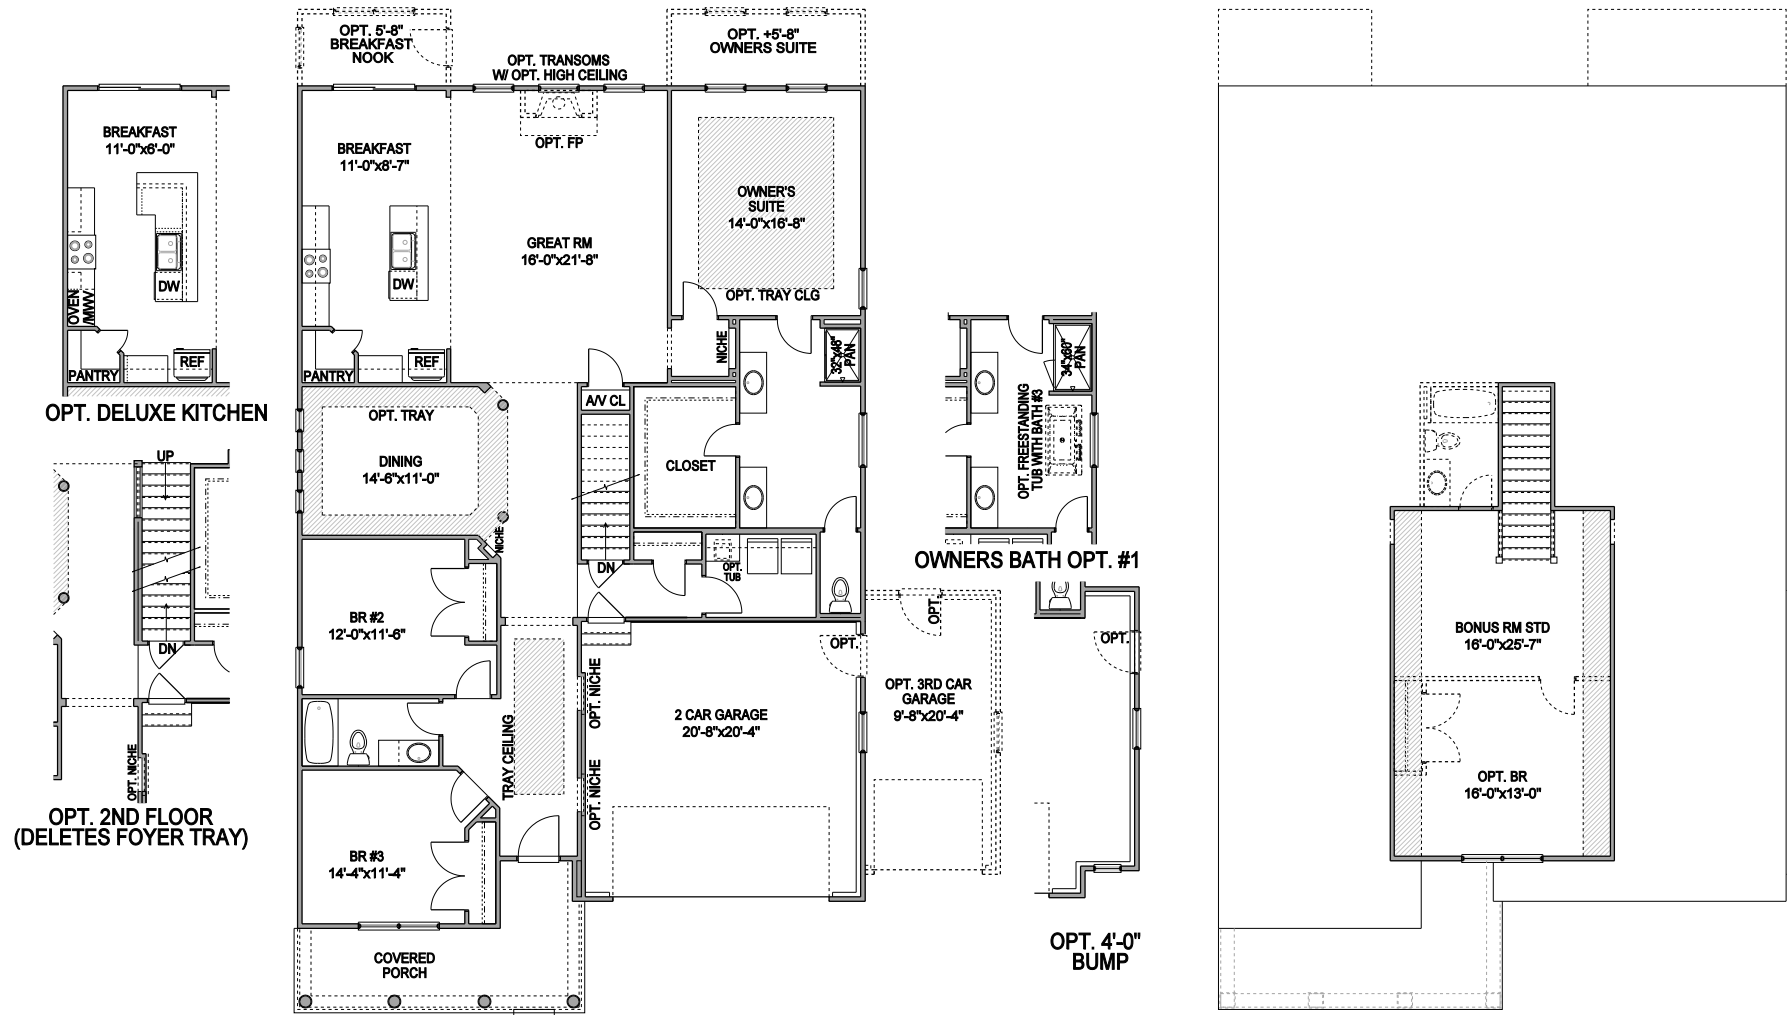 OPT. 5'-8"
BREAKFAST
NOOK
OPT. TRANSOMS
W/ OPT. HIGH CEILING
OPT. +5'-8"
OWNERS SUITE
BREAKFAST
11'-0"x6'-0"
DW
OVEN
/MWV
PANTRY
REF
OPT. DELUXE KITCHEN
BREAKFAST
11'-0"x8'-7"
DW
PANTRY
REF
OPT. FP
GREAT RM
16'-0"x21'-8"
OWNER'S
SUITE
14'-0"x16'-8"
OPT. TRAY CLG
NICHE
32"x48"
PAN
A/V CL
CLOSET
OPT. TRAY
DINING
14'-6"x11'-0"
NICHE
DN
OPT.
TUB
34"x60"
PAN
OPT. FREESTANDING
TUB WITH BATH #3
OWNERS BATH OPT. #1
UP
DN
OPT. NICHE
OPT. 2ND FLOOR
(DELETES FOYER TRAY)
BR #2
12'-0"x11'-6"
TRAY CEILING
OPT. NICHE
OPT. NICHE
2 CAR GARAGE
20'-8"x20'-4"
OPT.
OPT.
OPT. 3RD CAR
GARAGE
9'-8"x20'-4"
OPT.
OPT. 4'-0"
BUMP
BR #3
14'-4"x11'-4"
COVERED
PORCH
BONUS RM STD
16'-0"x25'-7"
OPT. BR
16'-0"x13'-0"